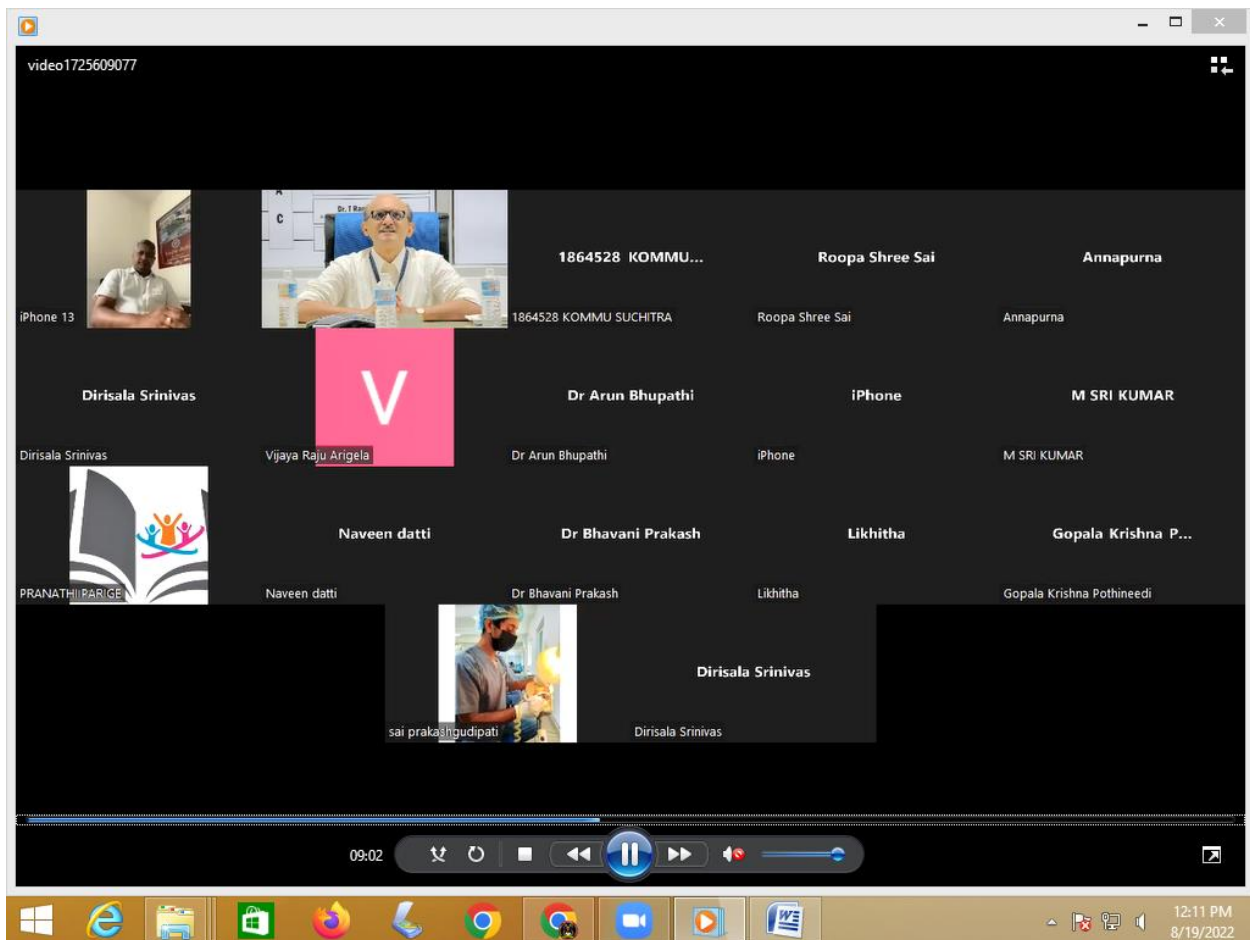 video1725609077
A
C
Dr. T Ra
iPhone 13
1864528 KOMMU...
1864528 KOMMU SUCHITRA
Roopa Shree Sai
Roopa Shree Sai
Annapurna
Annapurna
Dirisala Srinivas
Dirisala Srinivas
V
Vijaya Raju Arigela
Dr Arun Bhupathi
Dr Arun Bhupathi
iPhone
iPhone
M SRI KUMAR
M SRI KUMAR
PRANATHI PARIGE
Naveen datti
Naveen datti
Dr Bhavani Prakash
Dr Bhavani Prakash
Likhitha
Likhitha
Gopala Krishna P...
Gopala Krishna Pothineedi
sai prakashgudipati
Dirisala Srinivas
Dirisala Srinivas
09:02
12:11 PM
8/19/2022